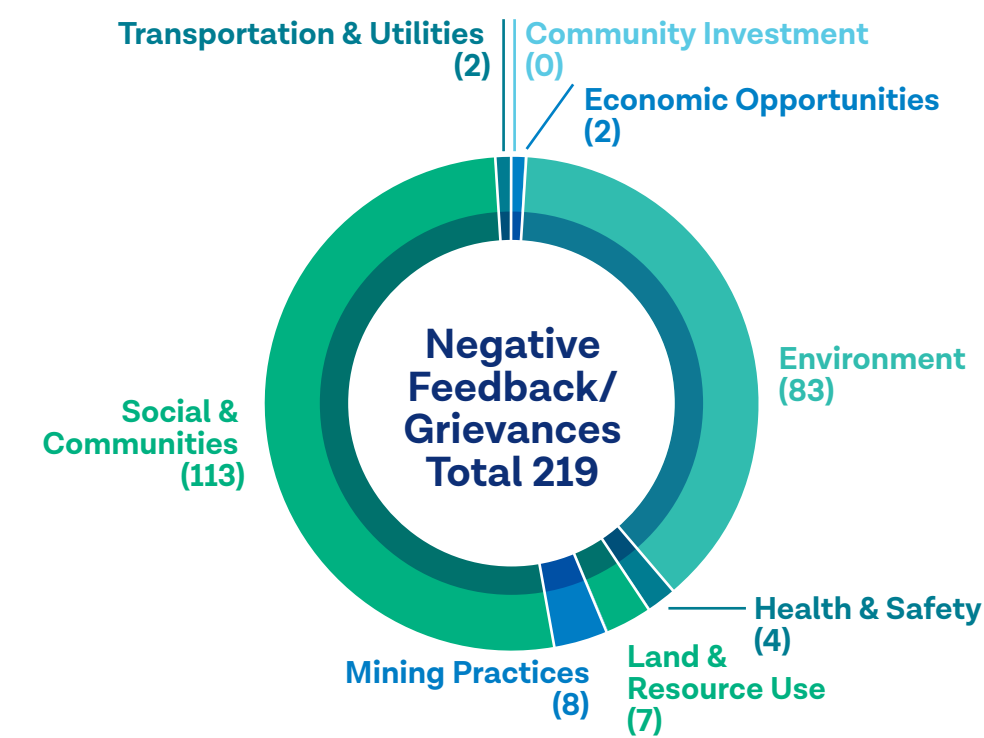 Transportation & Utilities
(2)
Community Investment
(0)
Economic Opportunities
(2)
Negative
Feedback/
Grievances
Total 219
Environment
(83)
Health & Safety
(4)
Land &
Resource Use
(7)
Mining Practices
(8)
Social &
Communities
(113)